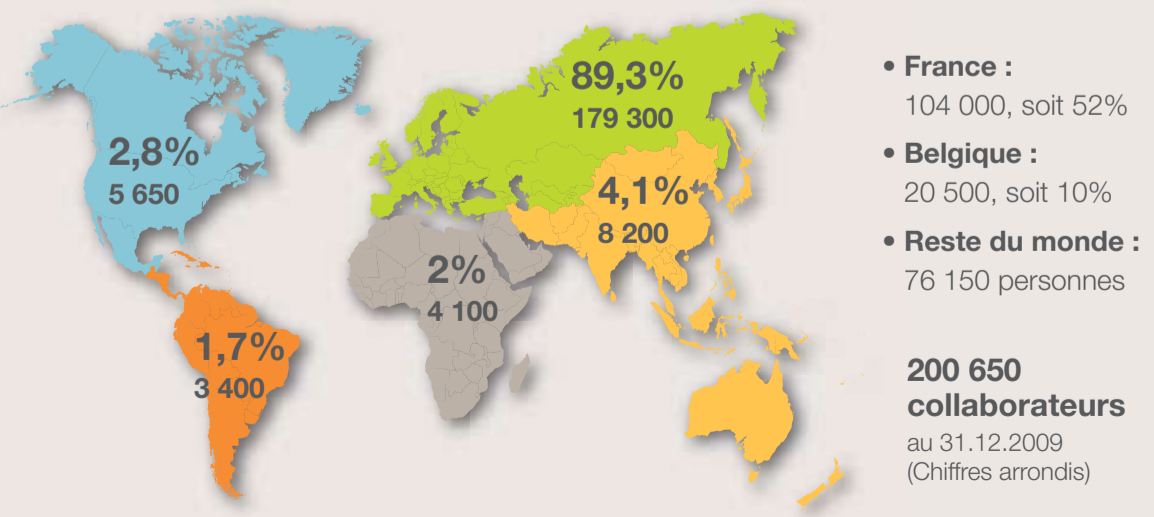 89,3%
179 300
2,8%
5 650
4,1%
8 200
2%
4 100
1,7%
3 400
• France :
104 000, soit 52%
• Belgique :
20 500, soit 10%
• Reste du monde :
76 150 personnes
200 650
collaborateurs
au 31.12.2009
(Chiffres arrondis)